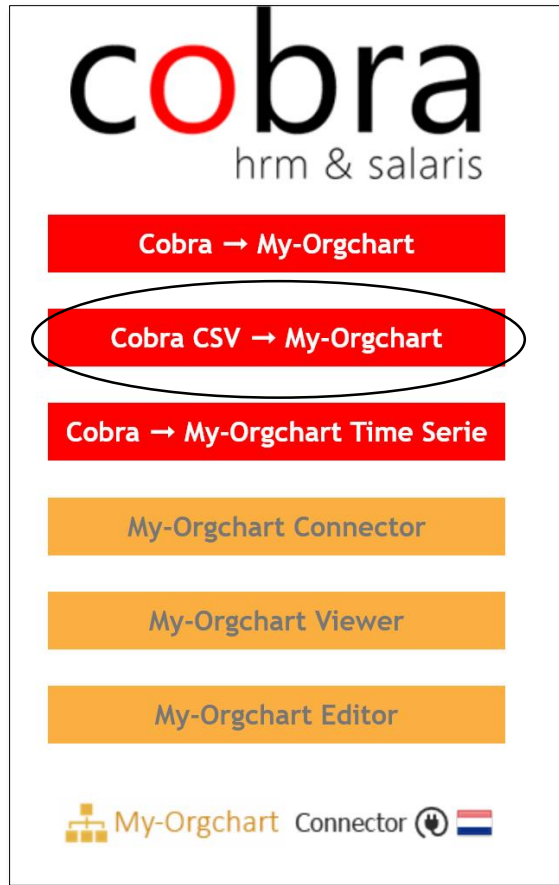 cobra
hrm & salaris
Cobra → My-Orgchart
Cobra CSV → My-Orgchart
Cobra → My-Orgchart Time Serie
My-Orgchart Connector
My-Orgchart Viewer
My-Orgchart Editor
My-Orgchart Connector